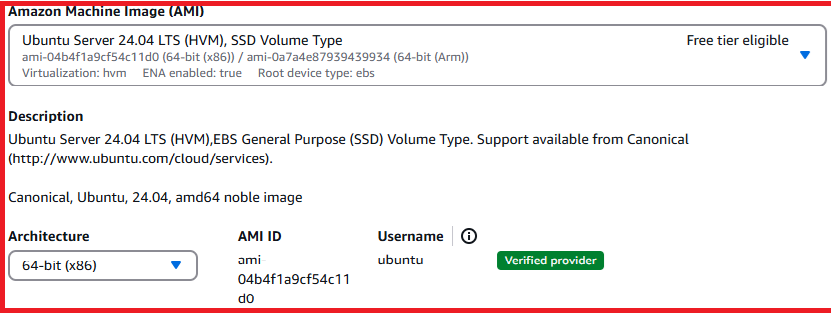 Amazon Machine Image (AMI)
Ubuntu Server 24.04 LTS (HVM), SSD Volume Type
Free tier eligible
ami-04b4f1a9cf54c11d0 (64-bit (x86)) / ami-0a7a4e87939439934 (64-bit (Arm))
Virtualization: hvm ENA enabled: true Root device type: ebs
Description
Ubuntu Server 24.04 LTS (HVM),EBS General Purpose (SSD) Volume Type. Support available from Canonical
(http://www.ubuntu.com/cloud/services).
Canonical, Ubuntu, 24.04, amd64 noble image
Architecture
AMI ID
Username
64-bit (x86)
ami-
04b4f1a9cf54c11
d0
ubuntu
Verified provider